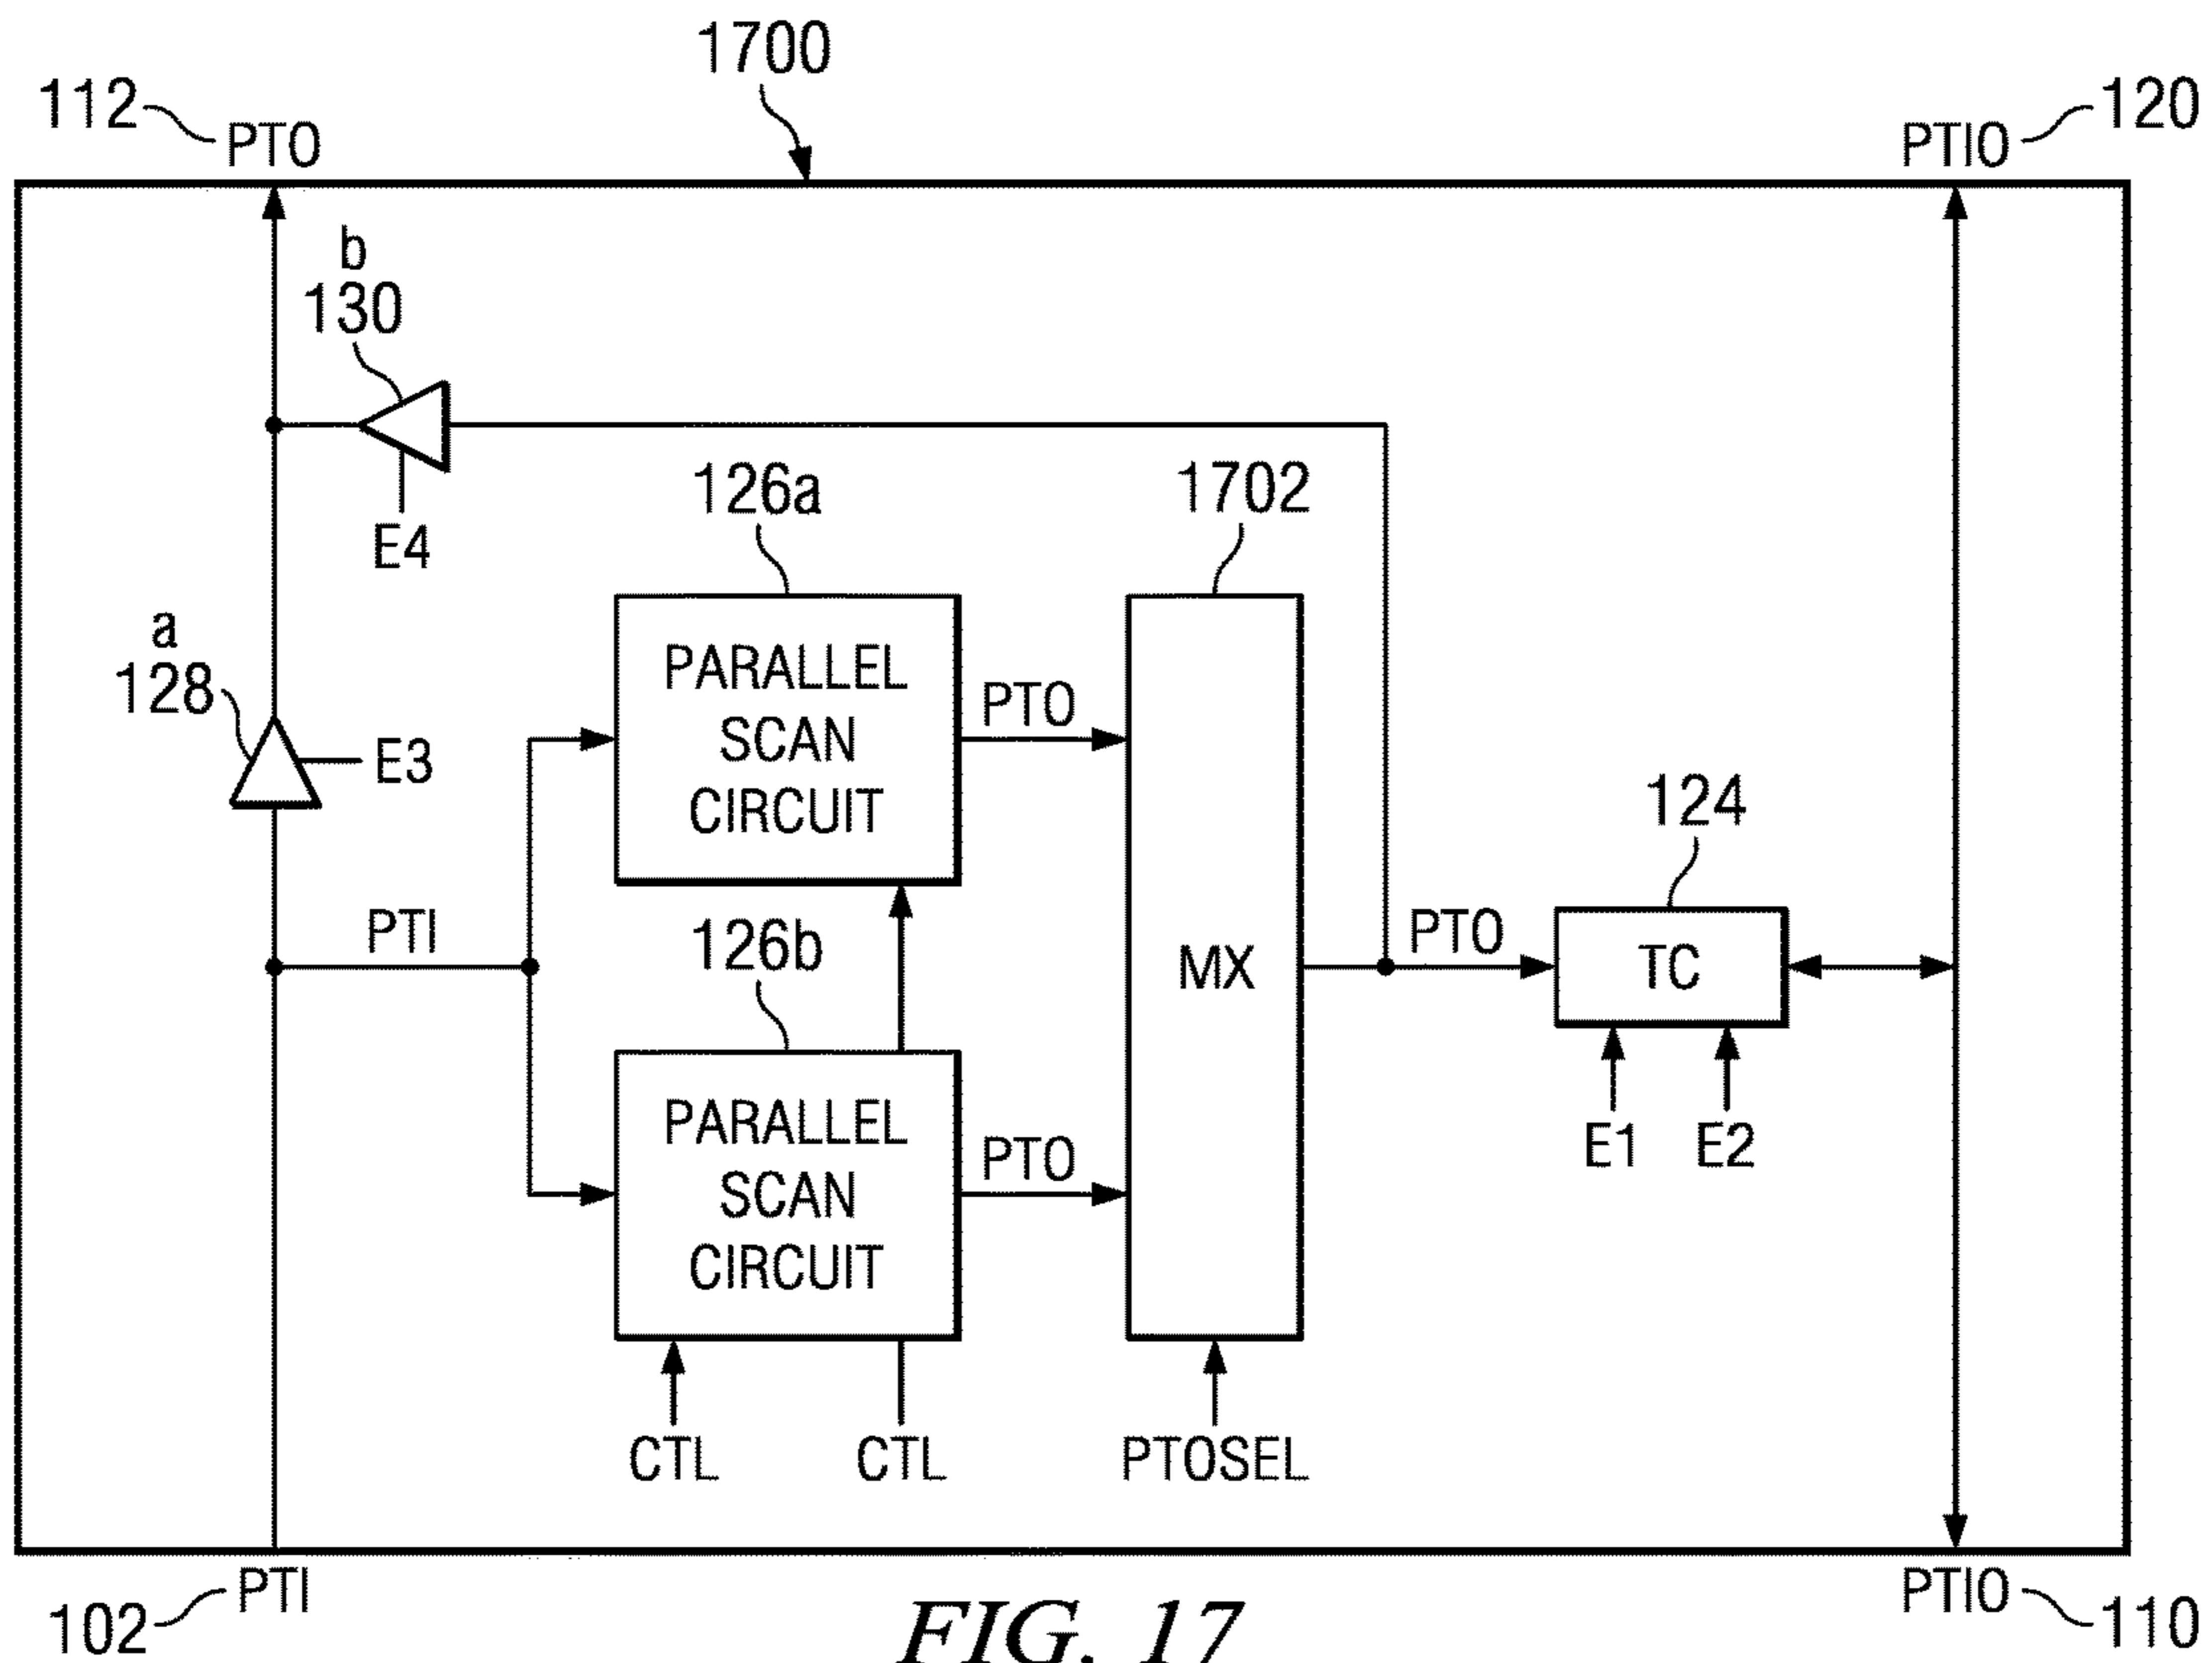 1700
112
PTO
PTIO
120
b
130
E4
126a
1702
a
128
E3
PARALLEL
SCAN
CIRCUIT
PTO
124
PTI
126b
MX
PTO
TC
PARALLEL
SCAN
CIRCUIT
PTO
E1
E2
CTL
CTL
PTOSEL
102
PTI
PTIO
110
FIG. 17